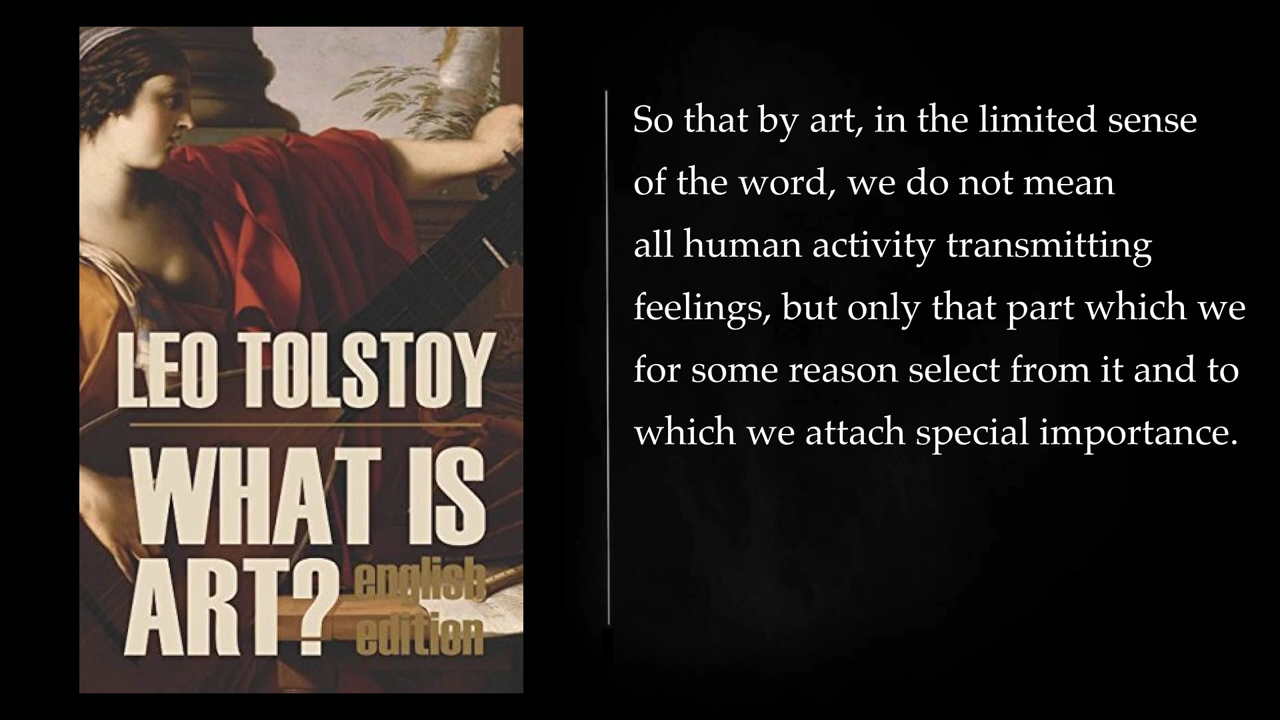 LEO TOLSTOY
WHAT IS
ART?
english
edition
So that by art, in the limited sense
of the word, we do not mean
all human activity transmitting
feelings, but only that part which we
for some reason select from it and to
which we attach special importance.